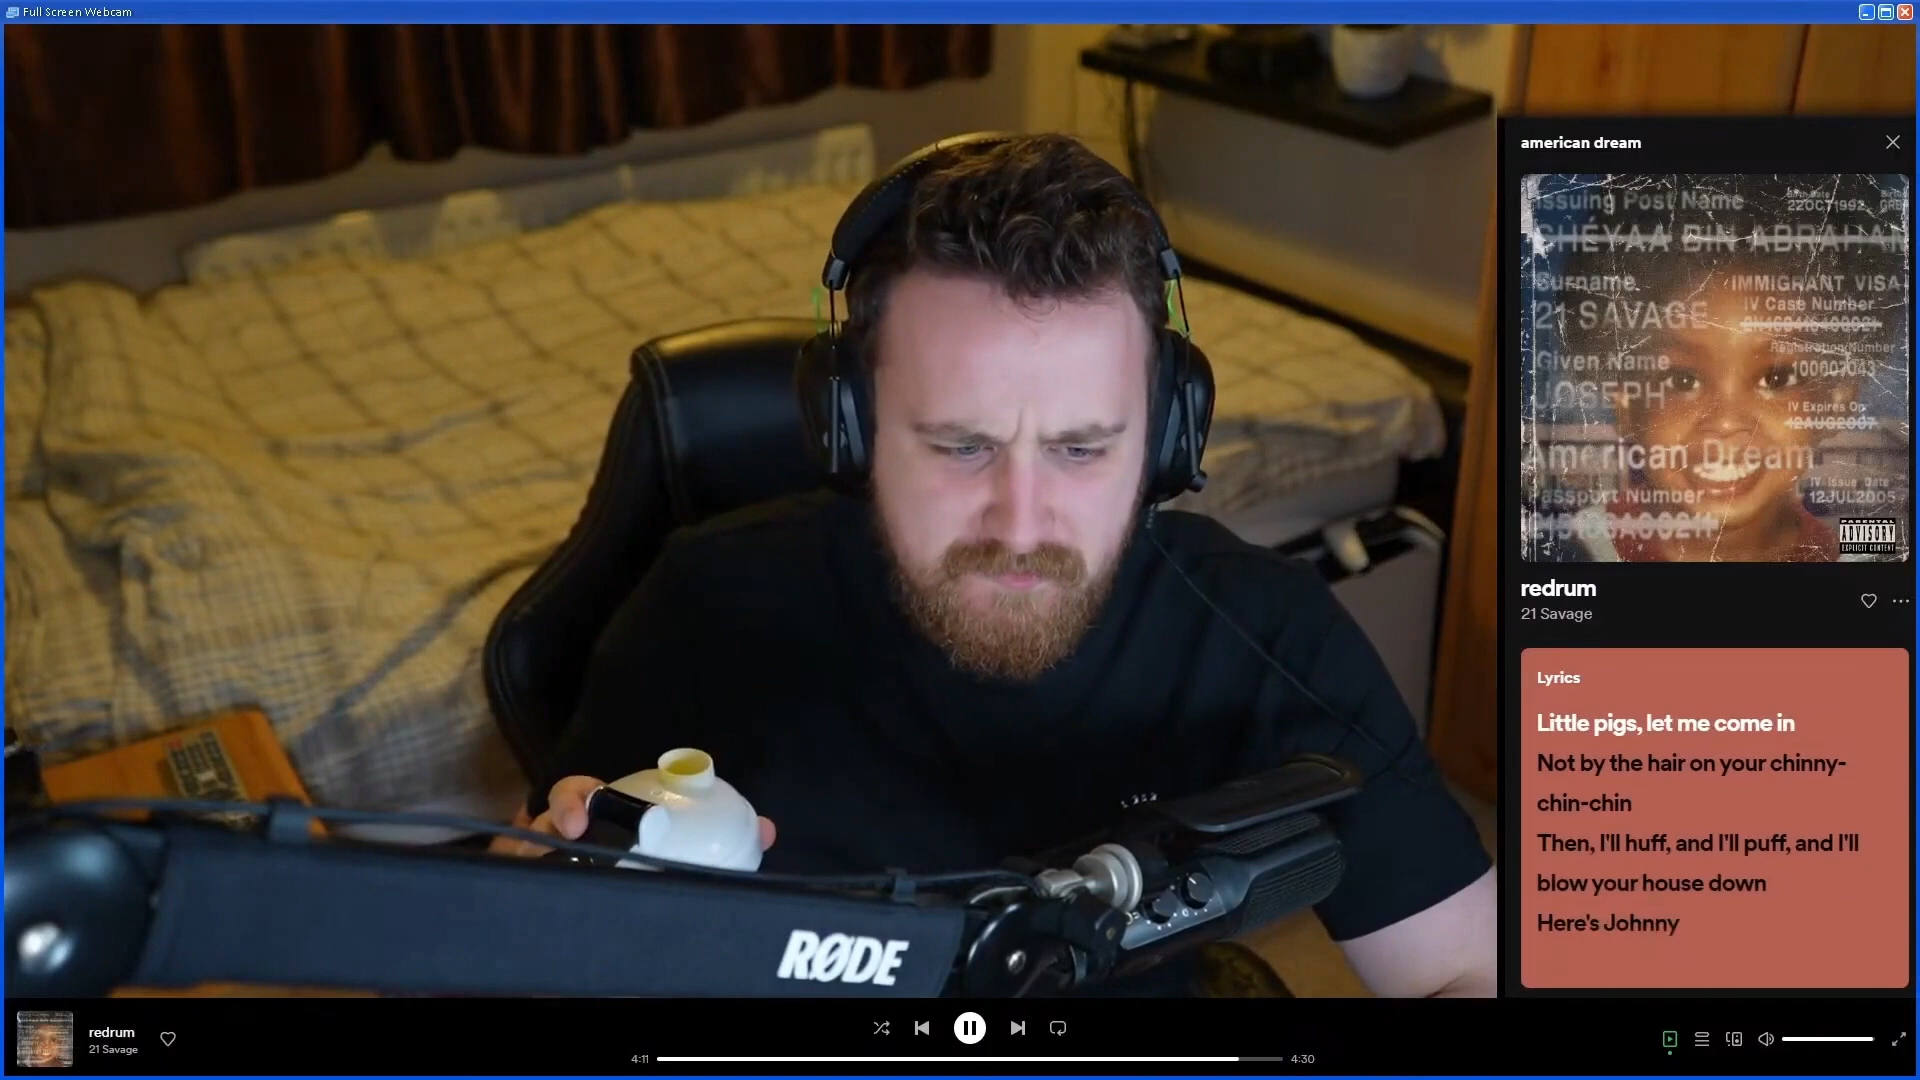 Full Screen Webcam
american dream
Issuing Post Name
22OCT1992
SHÉYAA BIN ABRAHAM
Surname
IMMIGRANT VISA
IV Case Number
21 SAVAGE
Registration Number
Given Name
100607043
JOSEPH
IV Expires On
12AUG2007
American Dream
IV Issue Date
Passport Number
12JUL2005
PARENTAL
ADVISORY
EXPLICIT CONTENT
redrum
21 Savage
Lyrics
Little pigs, let me come in
Not by the hair on your chinny-
chin-chin
Then, I'll huff, and I'll puff, and I'll
blow your house down
Here's Johnny
RØDE
redrum
21 Savage
4:11
4:30